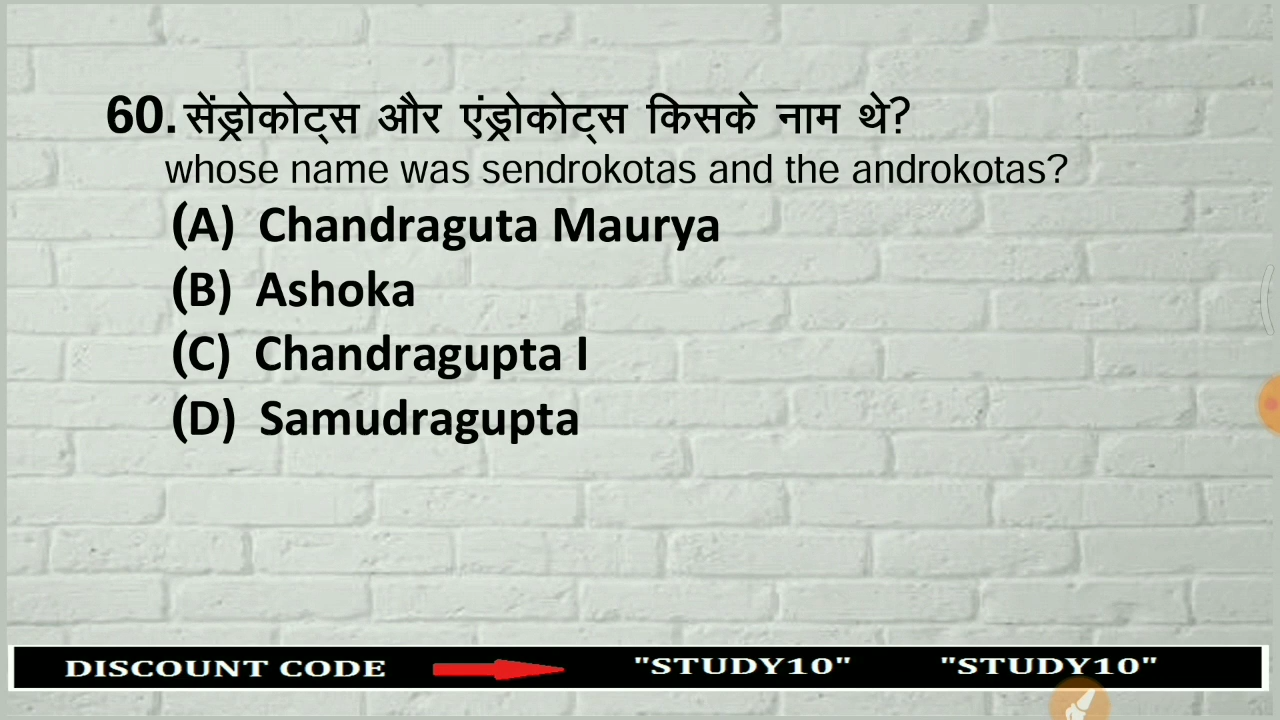 60. सेंड्रोकोट्स और एंड्रोकोट्स किसके नाम थे?
whose name was sendrokotas and the androkotas?
(A) Chandraguta Maurya
(B) Ashoka
(C) Chandragupta I
(D) Samudragupta
DISCOUNT CODE "STUDY10" "STUDY10"